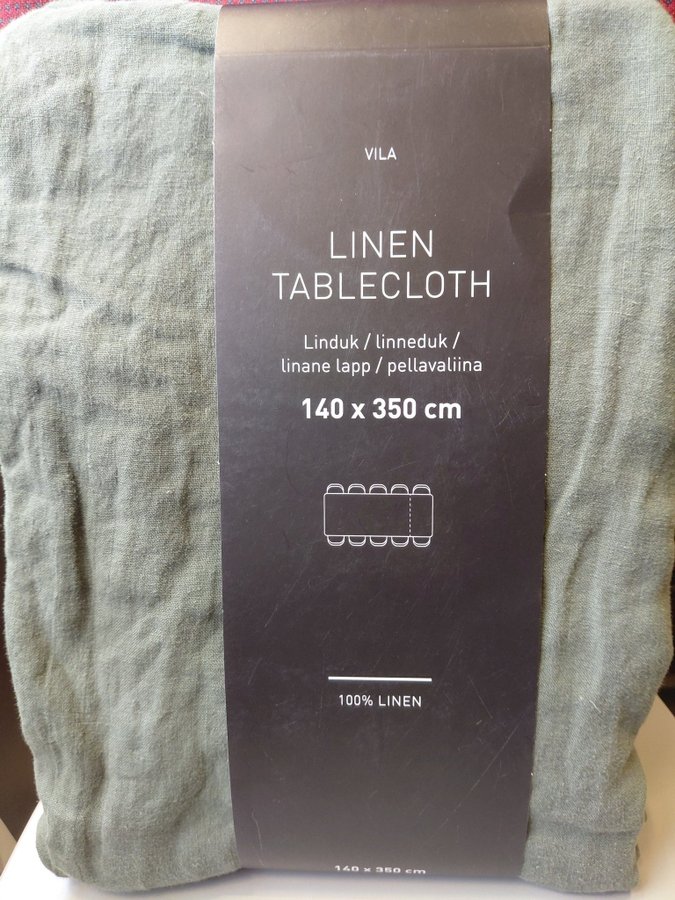 VILA
LINEN
TABLECLOTH
Linduk / linneduk /
linane lapp / pellavaliina
140 x 350 cm
100% LINEN
140 x 350 cm